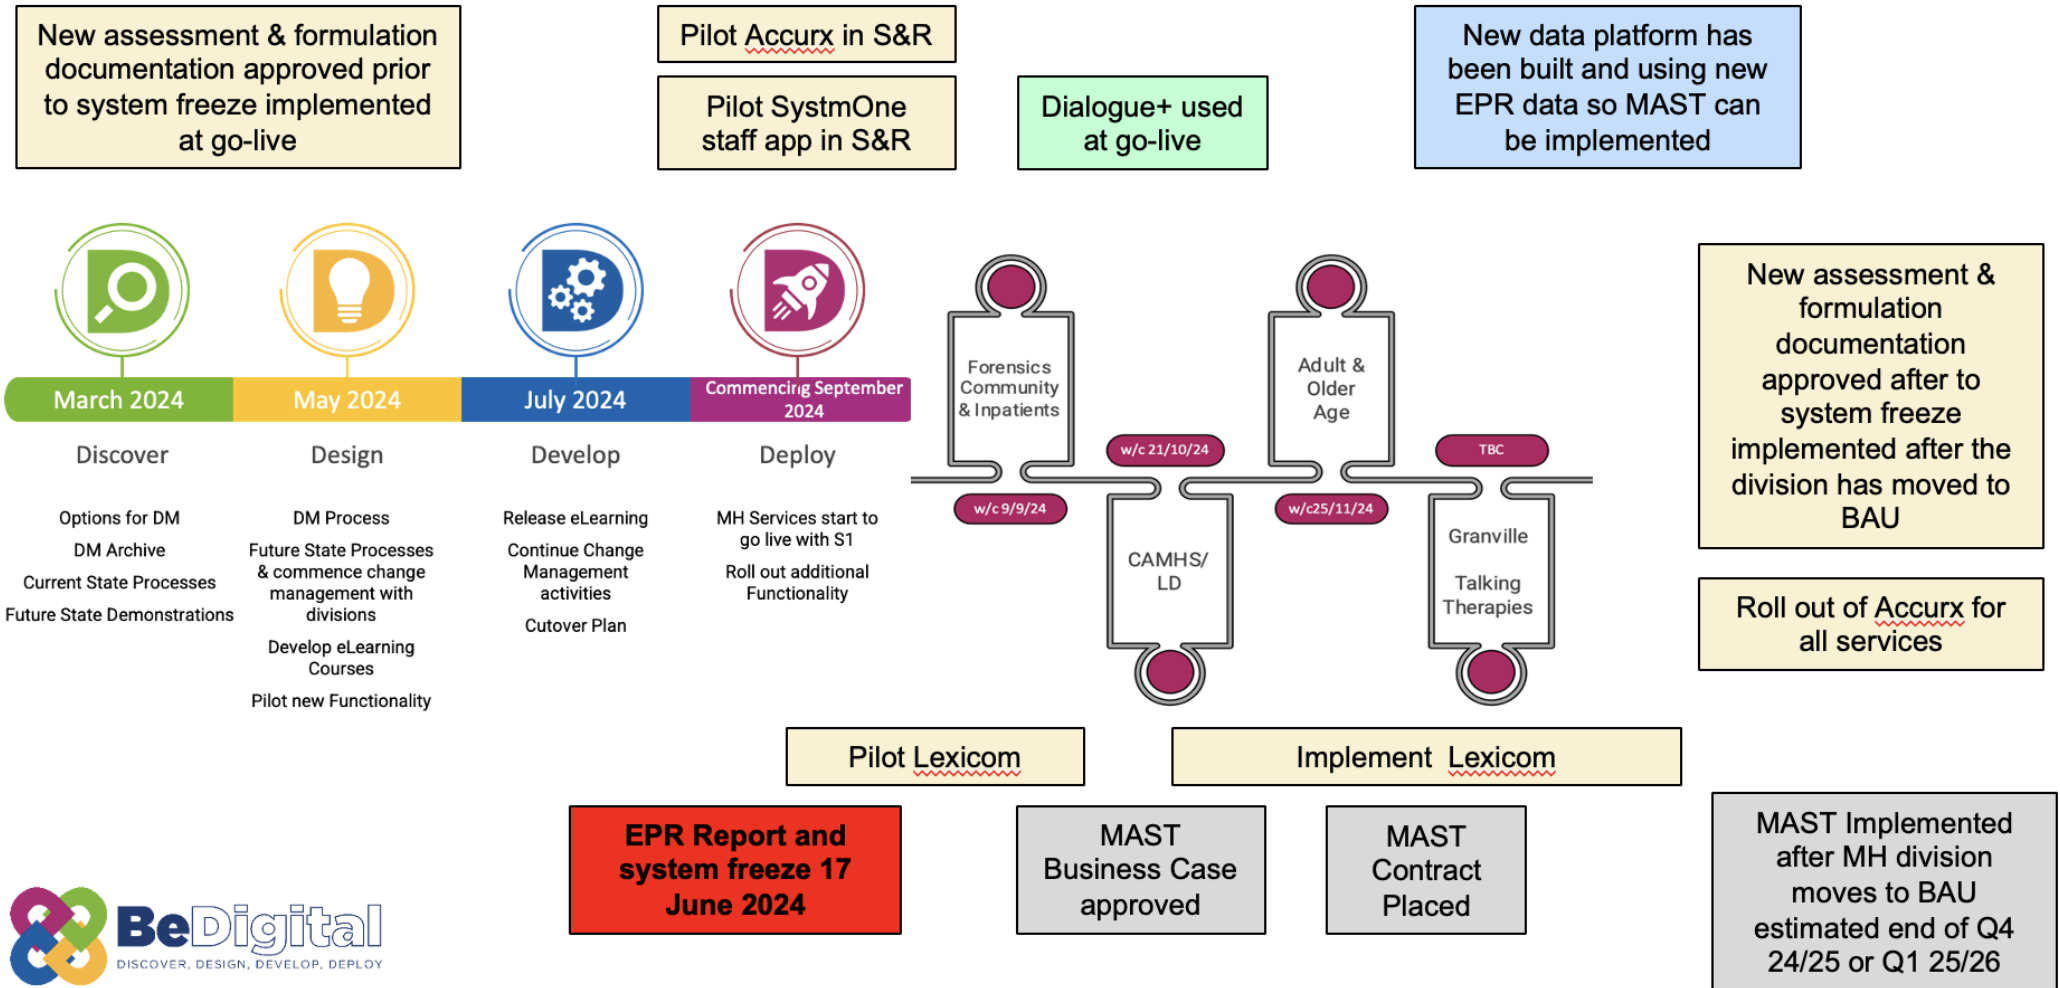 New assessment & formulation
documentation approved prior
to system freeze implemented
at go-live
Pilot Accurx in S&R
Pilot SystmOne
staff app in S&R
Dialogue+ used
at go-live
New data platform has
been built and using new
EPR data so MAST can
be implemented
March 2024
Discover
Options for DM
DM Archive
Current State Processes
Future State Demonstrations
May 2024
Design
DM Process
Future State Processes
& commence change
management with
divisions
Develop eLearning
Courses
Pilot new Functionality
July 2024
Develop
Release eLearning
Continue Change
Management
activities
Cutover Plan
Commencing September
2024
Deploy
MH Services start to
go live with S1
Roll out additional
Functionality
Forensics
Community
& Inpatients
w/c 9/9/24
w/c 21/10/24
CAMHS/
LD
Adult &
Older
Age
w/c25/11/24
TBC
Granville
Talking
Therapies
New assessment &
formulation
documentation
approved after to
system freeze
implemented after the
division has moved to
BAU
Roll out of Accurx for
all services
Pilot Lexicom
Implement Lexicom
EPR Report and
system freeze 17
June 2024
MAST
Business Case
approved
MAST
Contract
Placed
MAST Implemented
after MH division
moves to BAU
estimated end of Q4
24/25 or Q1 25/26
BeDigital
DISCOVER, DESIGN, DEVELOP, DEPLOY